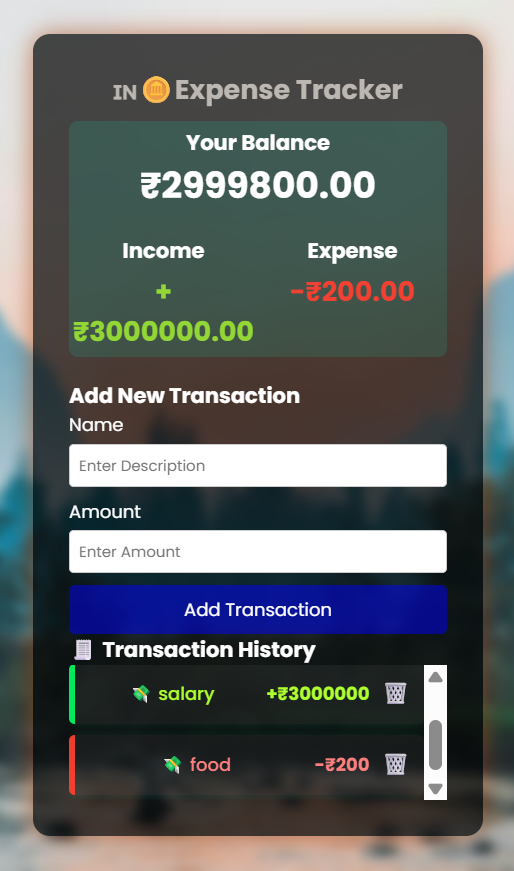 IN Expense Tracker
Your Balance
₹2999800.00
Income
Expense
+
₹3000000.00
-₹200.00
Add New Transaction
Name
Enter Description
Amount
Enter Amount
Add Transaction
Transaction History
salary +₹3000000
food -₹200